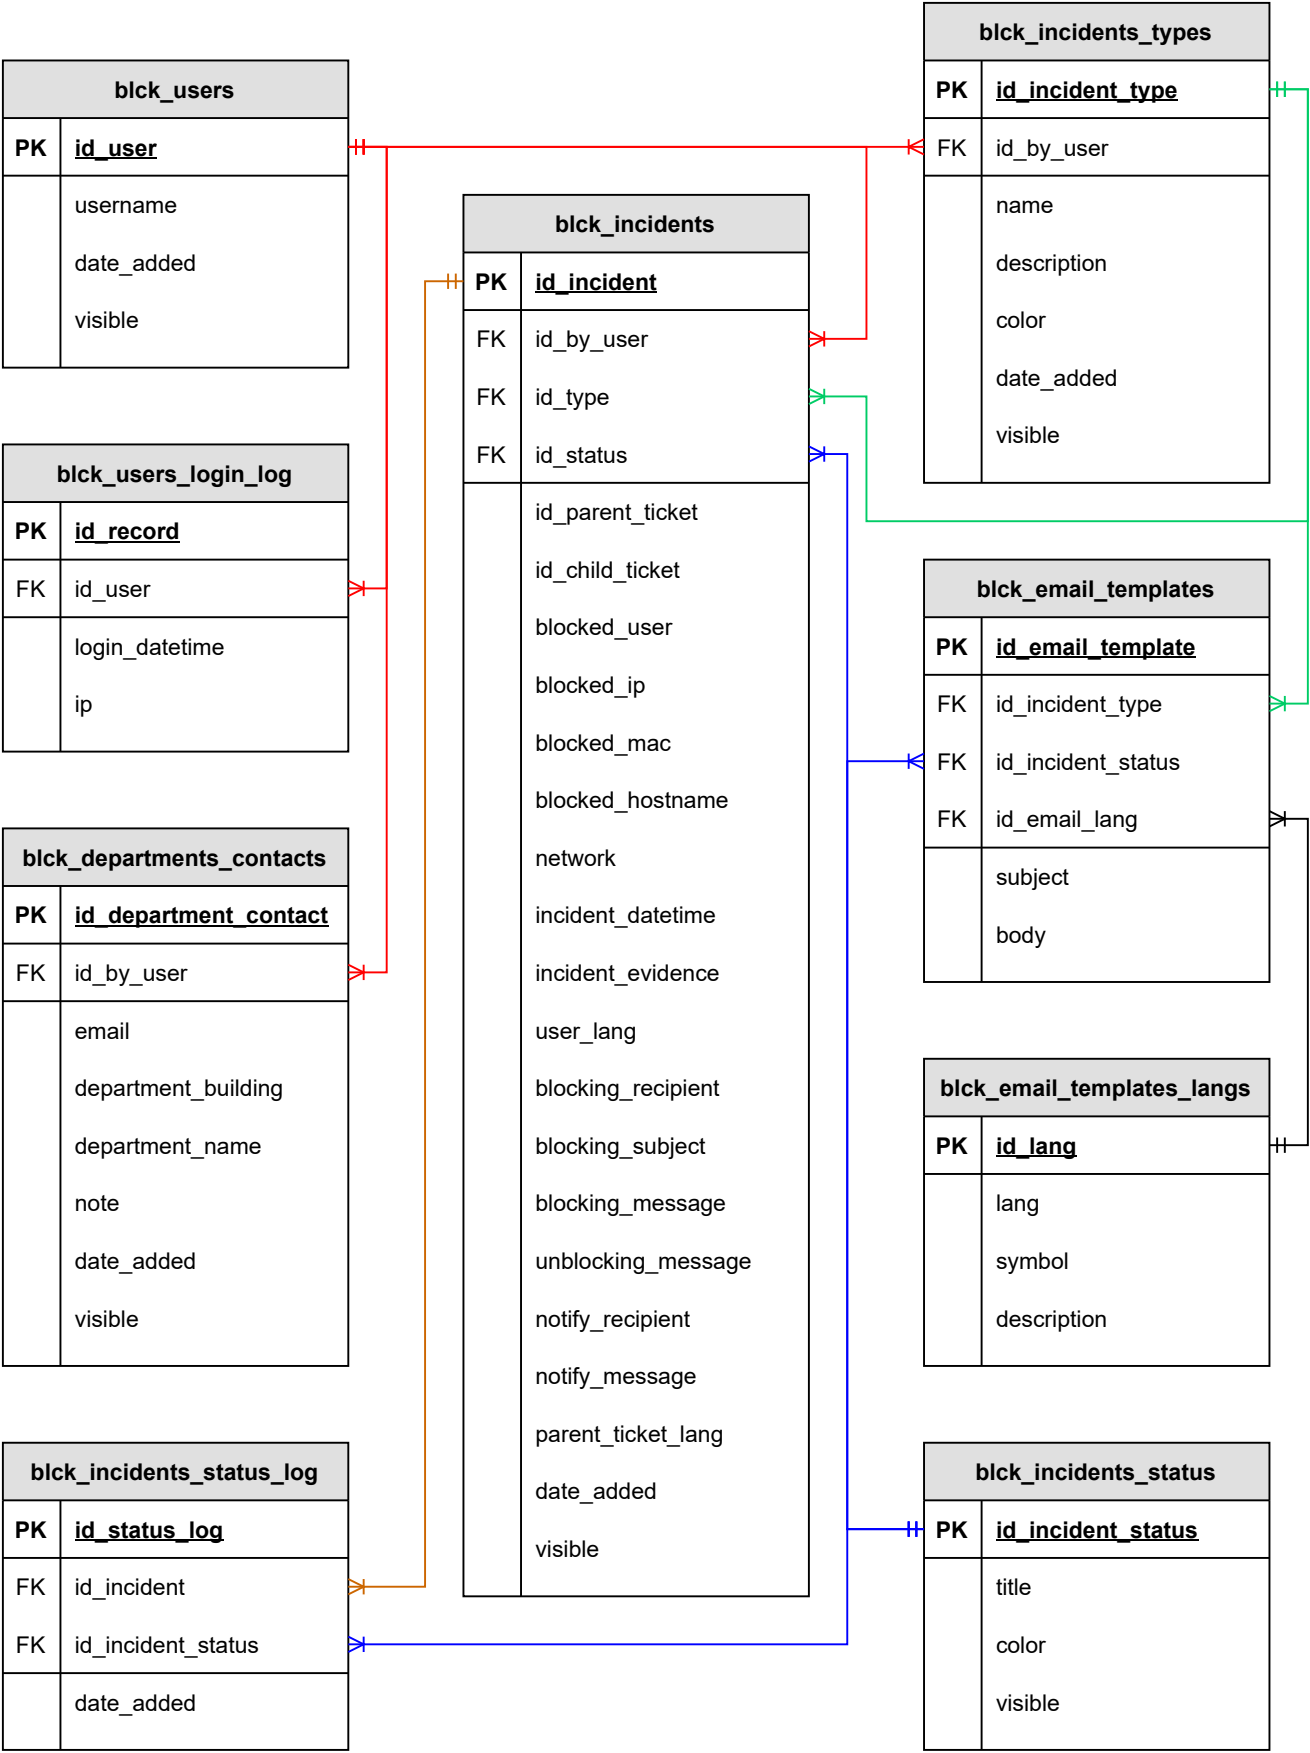 blck_users
PK id_user
username
date_added
visible
blck_users_login_log
PK id_record
FK id_user
login_datetime
ip
blck_departments_contacts
PK id_department_contact
FK id_by_user
email
department_building
department_name
note
date_added
visible
blck_incidents_status_log
PK id_status_log
FK id_incident
FK id_incident_status
date_added
blck_incidents
PK id_incident
FK id_by_user
FK id_type
FK id_status
id_parent_ticket
id_child_ticket
blocked_user
blocked_ip
blocked_mac
blocked_hostname
network
incident_datetime
incident_evidence
user_lang
blocking_recipient
blocking_subject
blocking_message
unblocking_message
notify_recipient
notify_message
parent_ticket_lang
date_added
visible
blck_incidents_types
PK id_incident_type
FK id_by_user
name
description
color
date_added
visible
blck_email_templates
PK id_email_template
FK id_incident_type
FK id_incident_status
FK id_email_lang
subject
body
blck_email_templates_langs
PK id_lang
lang
symbol
description
blck_incidents_status
PK id_incident_status
title
color
visible